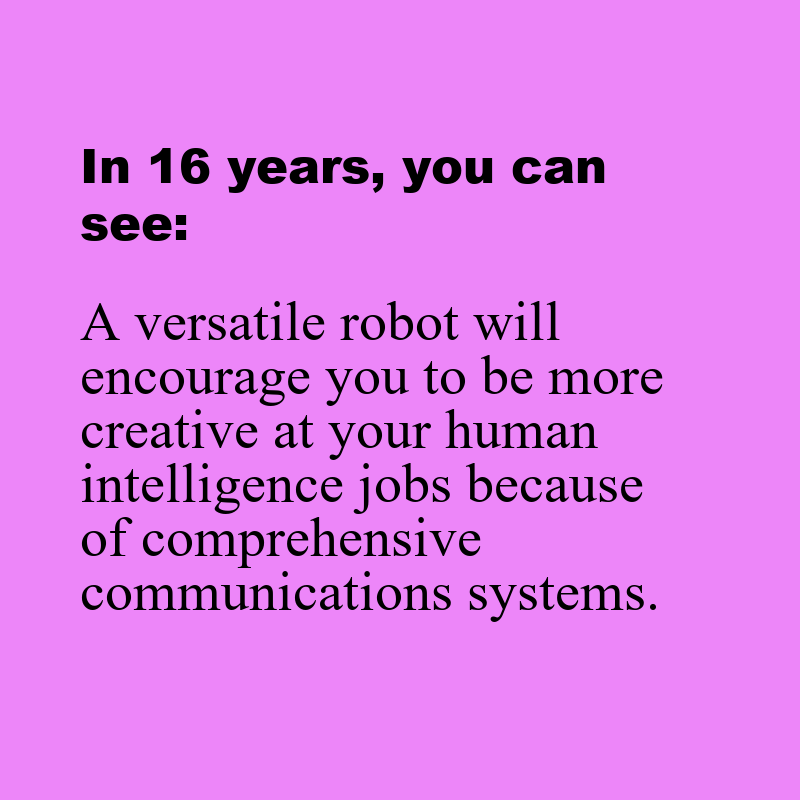 In 16 years, you can
see:
A versatile robot will
encourage you to be more
creative at your human
intelligence jobs because
of comprehensive
communications systems.